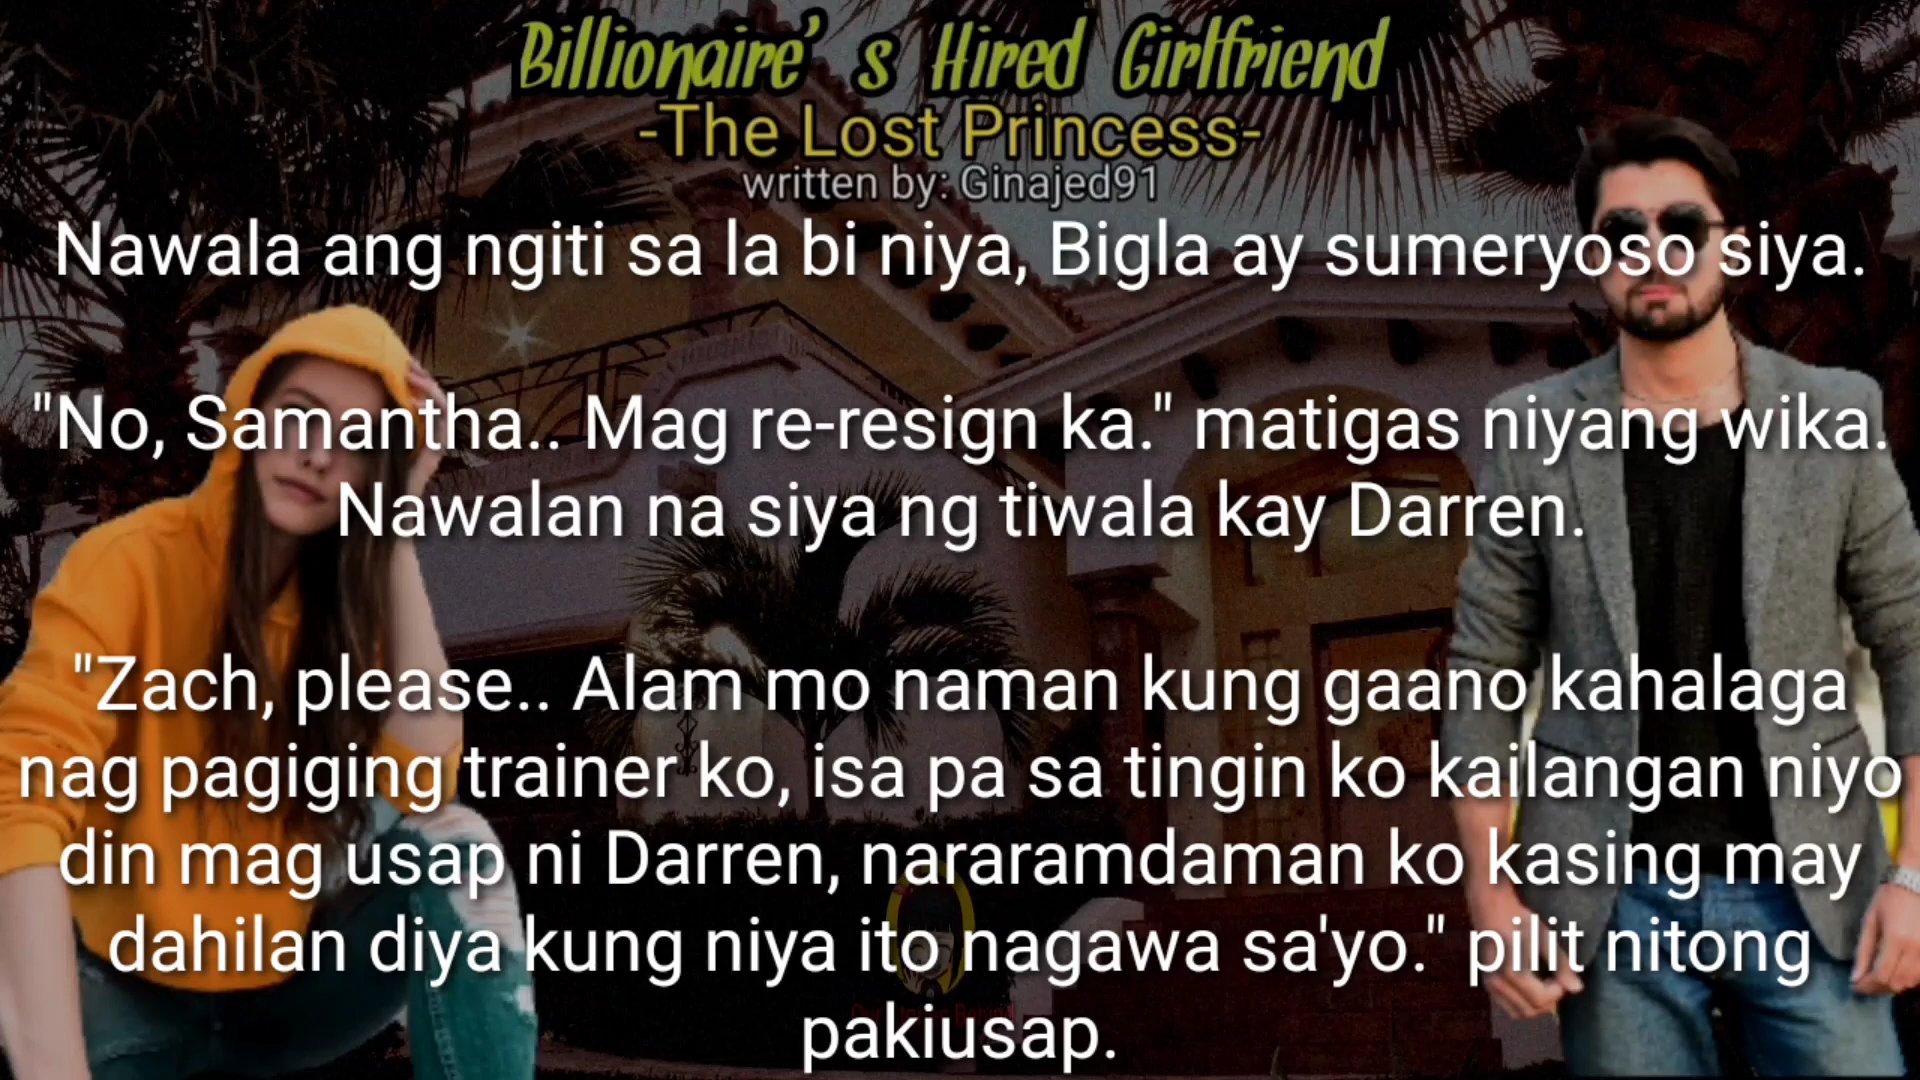 Billionaire' s Hired Girlfriend
-The Lost Princess-
written by: Ginajed91
Nawala ang ngiti sa la bi niya, Bigla ay sumeryoso siya.
"No, Samantha.. Mag re-resign ka." matigas niyang wika.
Nawalan na siya ng tiwala kay Darren.
"Zach, please.. Alam mo naman kung gaano kahalaga
nag pagiging trainer ko, isa pa sa tingin ko kailangan niyo
din mag usap ni Darren, nararamdaman ko kasing may
dahilan diya kung niya ito nagawa sa'yo." pilit nitong
pakiusap.